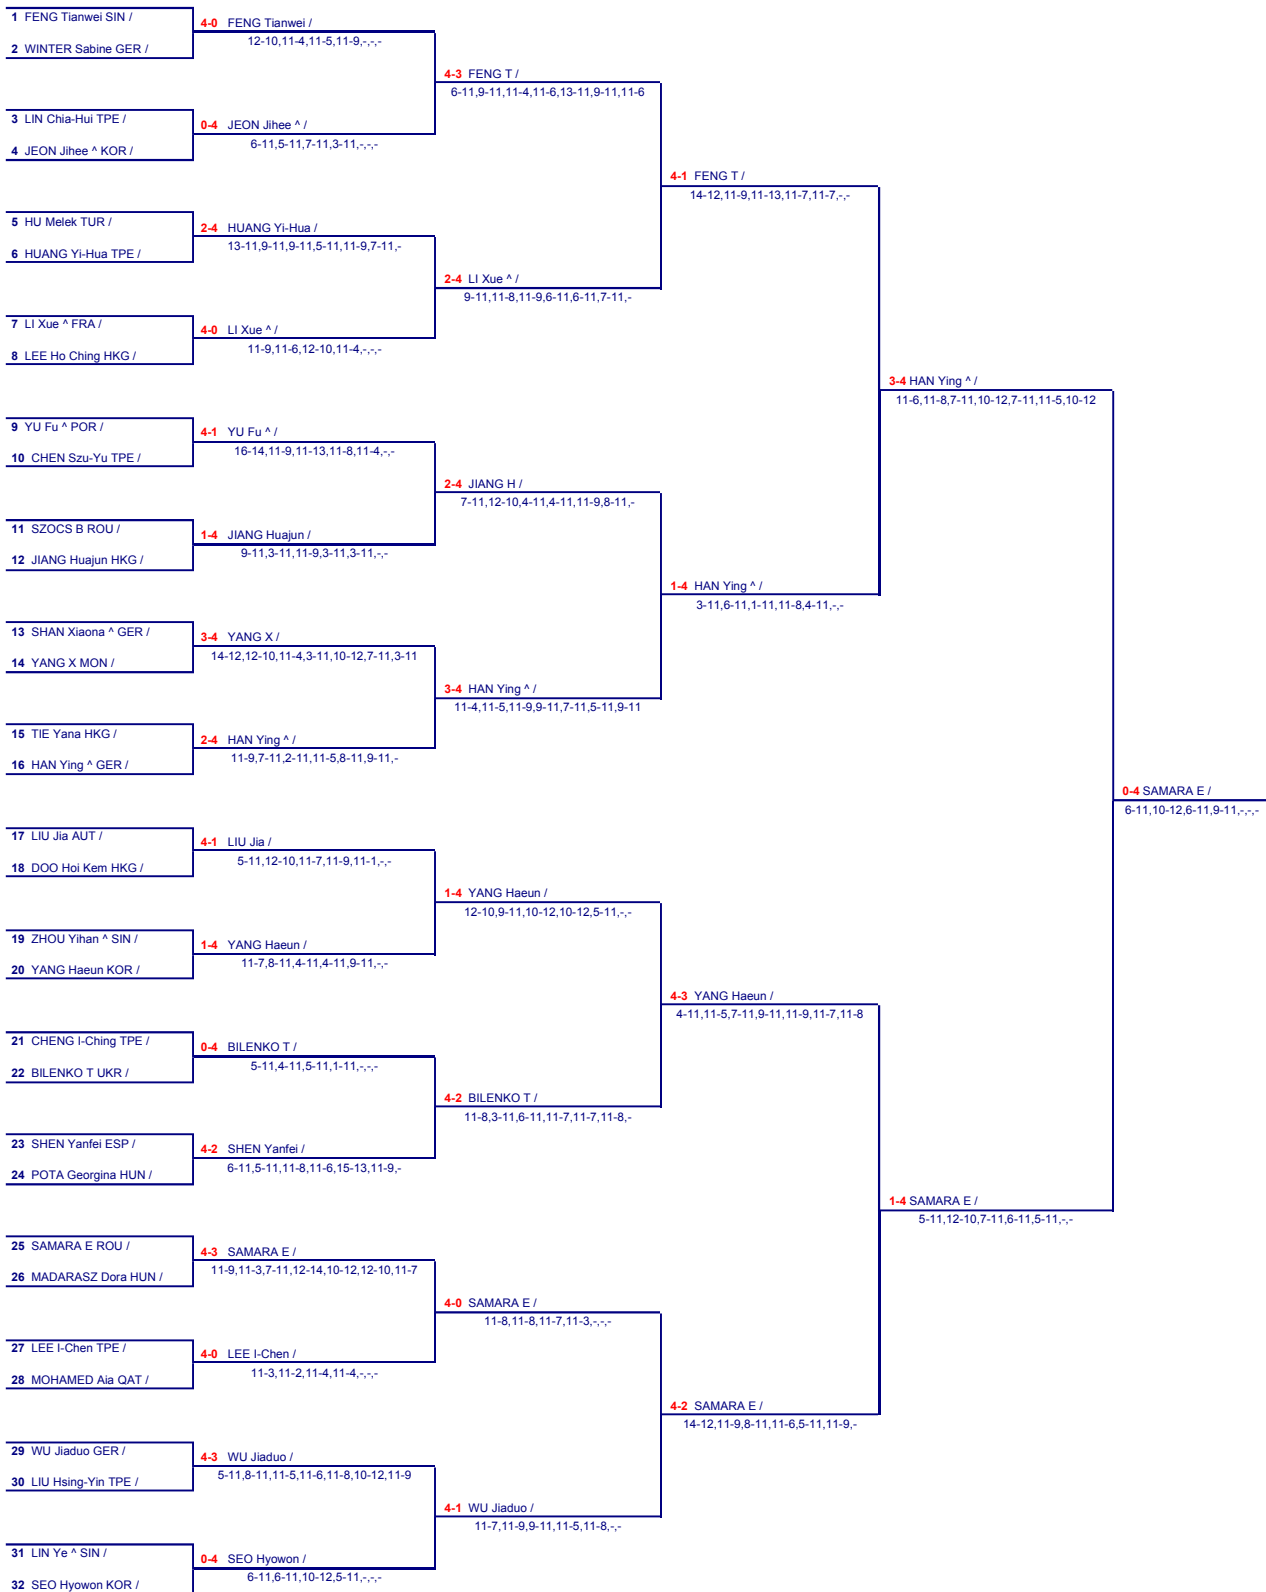 1 FENG Tianwei SIN /
4-0 FENG Tianwei /
12-10,11-4,11-5,11-9,-,-,-
2 WINTER Sabine GER /
4-3 FENG T /
6-11,9-11,11-4,11-6,13-11,9-11,11-6
3 LIN Chia-Hui TPE /
0-4 JEON Jihee ^ /
6-11,5-11,7-11,3-11,-,-,-
4 JEON Jihee ^ KOR /
4-1 FENG T /
14-12,11-9,11-13,11-7,11-7,-,-
5 HU Melek TUR /
2-4 HUANG Yi-Hua /
13-11,9-11,9-11,5-11,11-9,7-11,-
6 HUANG Yi-Hua TPE /
2-4 LI Xue ^ /
9-11,11-8,11-9,6-11,6-11,7-11,-
7 LI Xue ^ FRA /
4-0 LI Xue ^ /
11-9,11-6,12-10,11-4,-,-,-
8 LEE Ho Ching HKG /
3-4 HAN Ying ^ /
11-6,11-8,7-11,10-12,7-11,11-5,10-12
9 YU Fu ^ POR /
4-1 YU Fu ^ /
16-14,11-9,11-13,11-8,11-4,-,-
10 CHEN Szu-Yu TPE /
2-4 JIANG H /
7-11,12-10,4-11,4-11,11-9,8-11,-
11 SZOCS B ROU /
1-4 JIANG Huajun /
9-11,3-11,11-9,3-11,3-11,-,-
12 JIANG Huajun HKG /
1-4 HAN Ying ^ /
3-11,6-11,1-11,11-8,4-11,-,-
13 SHAN Xiaona ^ GER /
3-4 YANG X /
14-12,12-10,11-4,3-11,10-12,7-11,3-11
14 YANG X MON /
3-4 HAN Ying ^ /
11-4,11-5,11-9,9-11,7-11,5-11,9-11
15 TIE Yana HKG /
2-4 HAN Ying ^ /
11-9,7-11,2-11,11-5,8-11,9-11,-
16 HAN Ying ^ GER /
0-4 SAMARA E /
6-11,10-12,6-11,9-11,-,-,-
17 LIU Jia AUT /
4-1 LIU Jia /
5-11,12-10,11-7,11-9,11-1,-,-
18 DOO Hoi Kem HKG /
1-4 YANG Haeun /
12-10,9-11,10-12,10-12,5-11,-,-
19 ZHOU Yihan ^ SIN /
1-4 YANG Haeun /
11-7,8-11,4-11,4-11,9-11,-,-
20 YANG Haeun KOR /
4-3 YANG Haeun /
4-11,11-5,7-11,9-11,11-9,11-7,11-8
21 CHENG I-Ching TPE /
0-4 BILENKO T /
5-11,4-11,5-11,1-11,-,-,-
22 BILENKO T UKR /
4-2 BILENKO T /
11-8,3-11,6-11,11-7,11-7,11-8,-
23 SHEN Yanfei ESP /
4-2 SHEN Yanfei /
6-11,5-11,11-8,11-6,15-13,11-9,-
24 POTA Georgina HUN /
1-4 SAMARA E /
5-11,12-10,7-11,6-11,5-11,-,-
25 SAMARA E ROU /
4-3 SAMARA E /
11-9,11-3,7-11,12-14,10-12,12-10,11-7
26 MADARASZ Dora HUN /
4-0 SAMARA E /
11-8,11-8,11-7,11-3,-,-,-
27 LEE I-Chen TPE /
4-0 LEE I-Chen /
11-3,11-2,11-4,11-4,-,-,-
28 MOHAMED Aia QAT /
4-2 SAMARA E /
14-12,11-9,8-11,11-6,5-11,11-9,-
29 WU Jiaduo GER /
4-3 WU Jiaduo /
5-11,8-11,11-5,11-6,11-8,10-12,11-9
30 LIU Hsing-Yin TPE /
4-1 WU Jiaduo /
11-7,11-9,9-11,11-5,11-8,-,-
31 LIN Ye ^ SIN /
0-4 SEO Hyowon /
6-11,6-11,10-12,5-11,-,-,-
32 SEO Hyowon KOR /